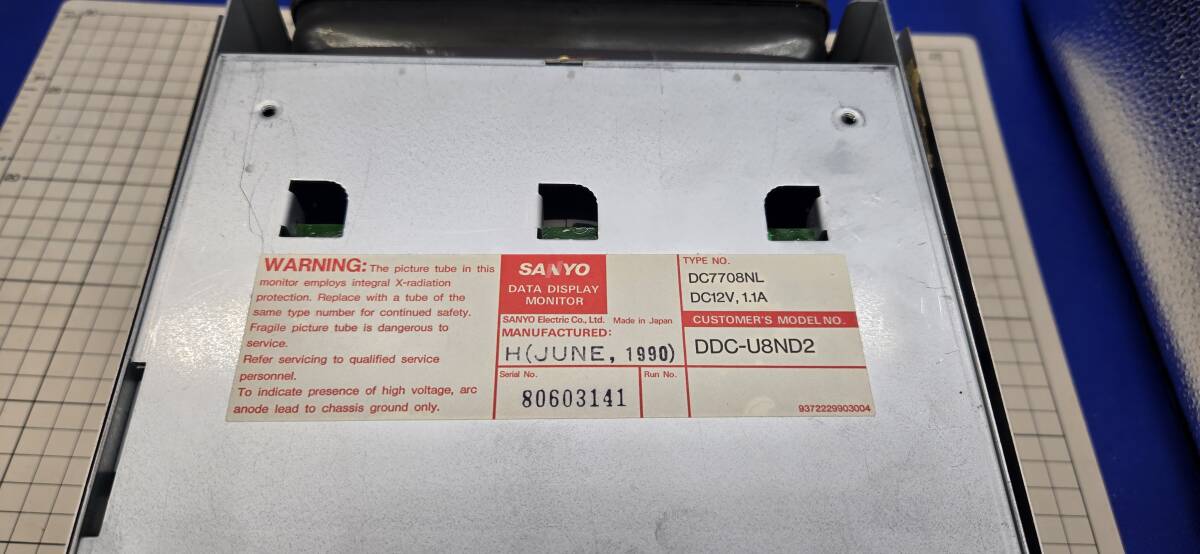 WARNING: The picture tube in this
monitor employs integral X-radiation
protection. Replace with a tube of the
same type number for continued safety.
Fragile picture tube is dangerous to
service.
Refer servicing to qualified service
personnel.
To indicate presence of high voltage, arc
anode lead to chassis ground only.
SANYO
DATA DISPLAY
MONITOR
SANYO Electric Co., Ltd. Made in Japan
MANUFACTURED:
H(JUNE, 1990)
Serial No.
80603141
Run No.
TYPE NO.
DC7708NL
DC12V, 1.1A
CUSTOMER'S MODEL NO.
DDC-U8ND2
9372229903004